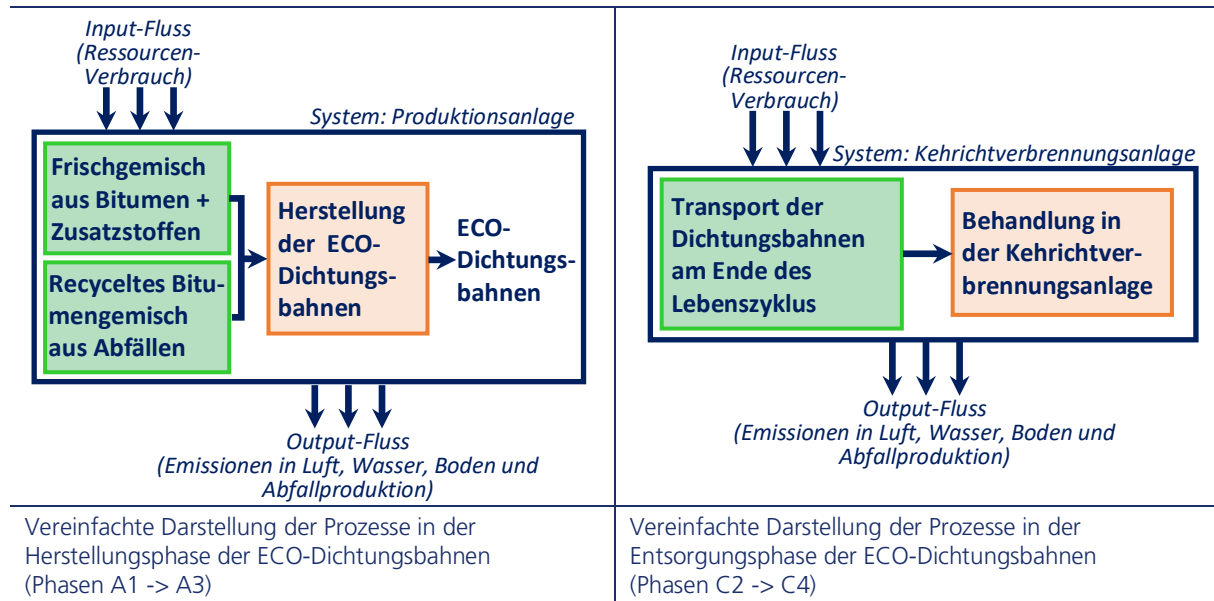 Input-Fluss
(Ressourcen-
Verbrauch)
System: Produktionsanlage
Frischgemisch
aus Bitumen +
Zusatzstoffen
Recyceltes Bitu-
mengemisch
aus Abfällen
Herstellung
der ECO-
Dichtungs-
bahnen
ECO-
Dichtungs-
bahnen
Output-Fluss
(Emissionen in Luft, Wasser, Boden und
Abfallproduktion)
Vereinfachte Darstellung der Prozesse in der
Herstellungsphase der ECO-Dichtungsbahnen
(Phasen A1 -> A3)
Input-Fluss
(Ressourcen-
Verbrauch)
System: Kehrichtverbrennungsanlage
Transport der
Dichtungsbahnen
am Ende des
Lebenszyklus
Behandlung in
der Kehrichtver-
brennungsanlage
Output-Fluss
(Emissionen in Luft, Wasser, Boden und
Abfallproduktion)
Vereinfachte Darstellung der Prozesse in der
Entsorgungsphase der ECO-Dichtungsbahnen
(Phasen C2 -> C4)